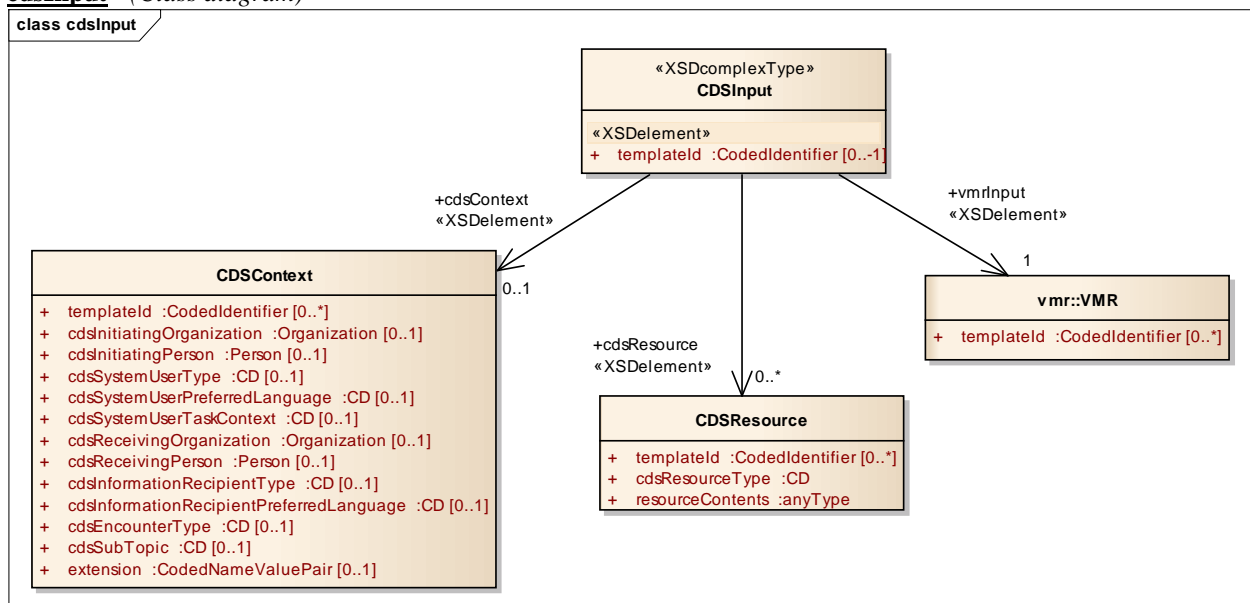 (Class diagram)
class cdsInput
«XSDcomplexType»
CDSInput
«XSDelement»
+ templateId :CodedIdentifier [0..-1]
+cdsContext
«XSDelement»
0..1
+vmrInput
«XSDelement»
1
CDSContext
+ templateId :CodedIdentifier [0..*]
+ cdsInitiatingOrganization :Organization [0..1]
+ cdsInitiatingPerson :Person [0..1]
+ cdsSystemUserType :CD [0..1]
+ cdsSystemUserPreferredLanguage :CD [0..1]
+ cdsSystemUserTaskContext :CD [0..1]
+ cdsReceivingOrganization :Organization [0..1]
+ cdsReceivingPerson :Person [0..1]
+ cdsInformationRecipientType :CD [0..1]
+ cdsInformationRecipientPreferredLanguage :CD [0..1]
+ cdsEncounterType :CD [0..1]
+ cdsSubTopic :CD [0..1]
+ extension :CodedNameValuePair [0..1]
vmr::VMR
+ templateId :CodedIdentifier [0..*]
+cdsResource
«XSDelement»
0..*
CDSResource
+ templateId :CodedIdentifier [0..*]
+ cdsResourceType :CD
+ resourceContents :anyType